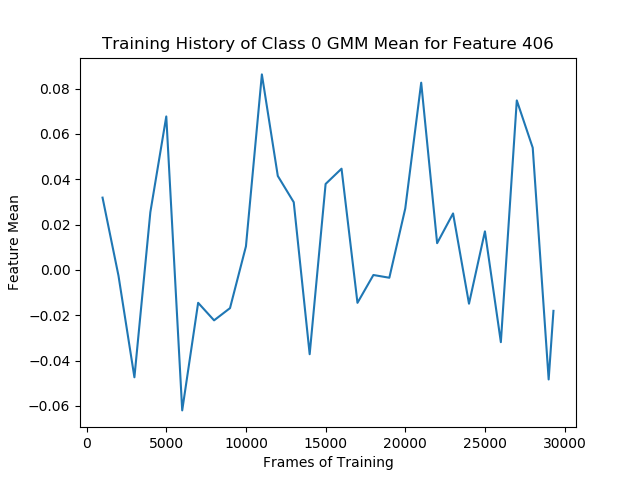 Training History of Class 0 GMM Mean for Feature 406
0.08
0.06
0.04
0.02
0.00
−0.02
−0.04
−0.06
Feature Mean
0 5000 10000 15000 20000 25000 30000
Frames of Training